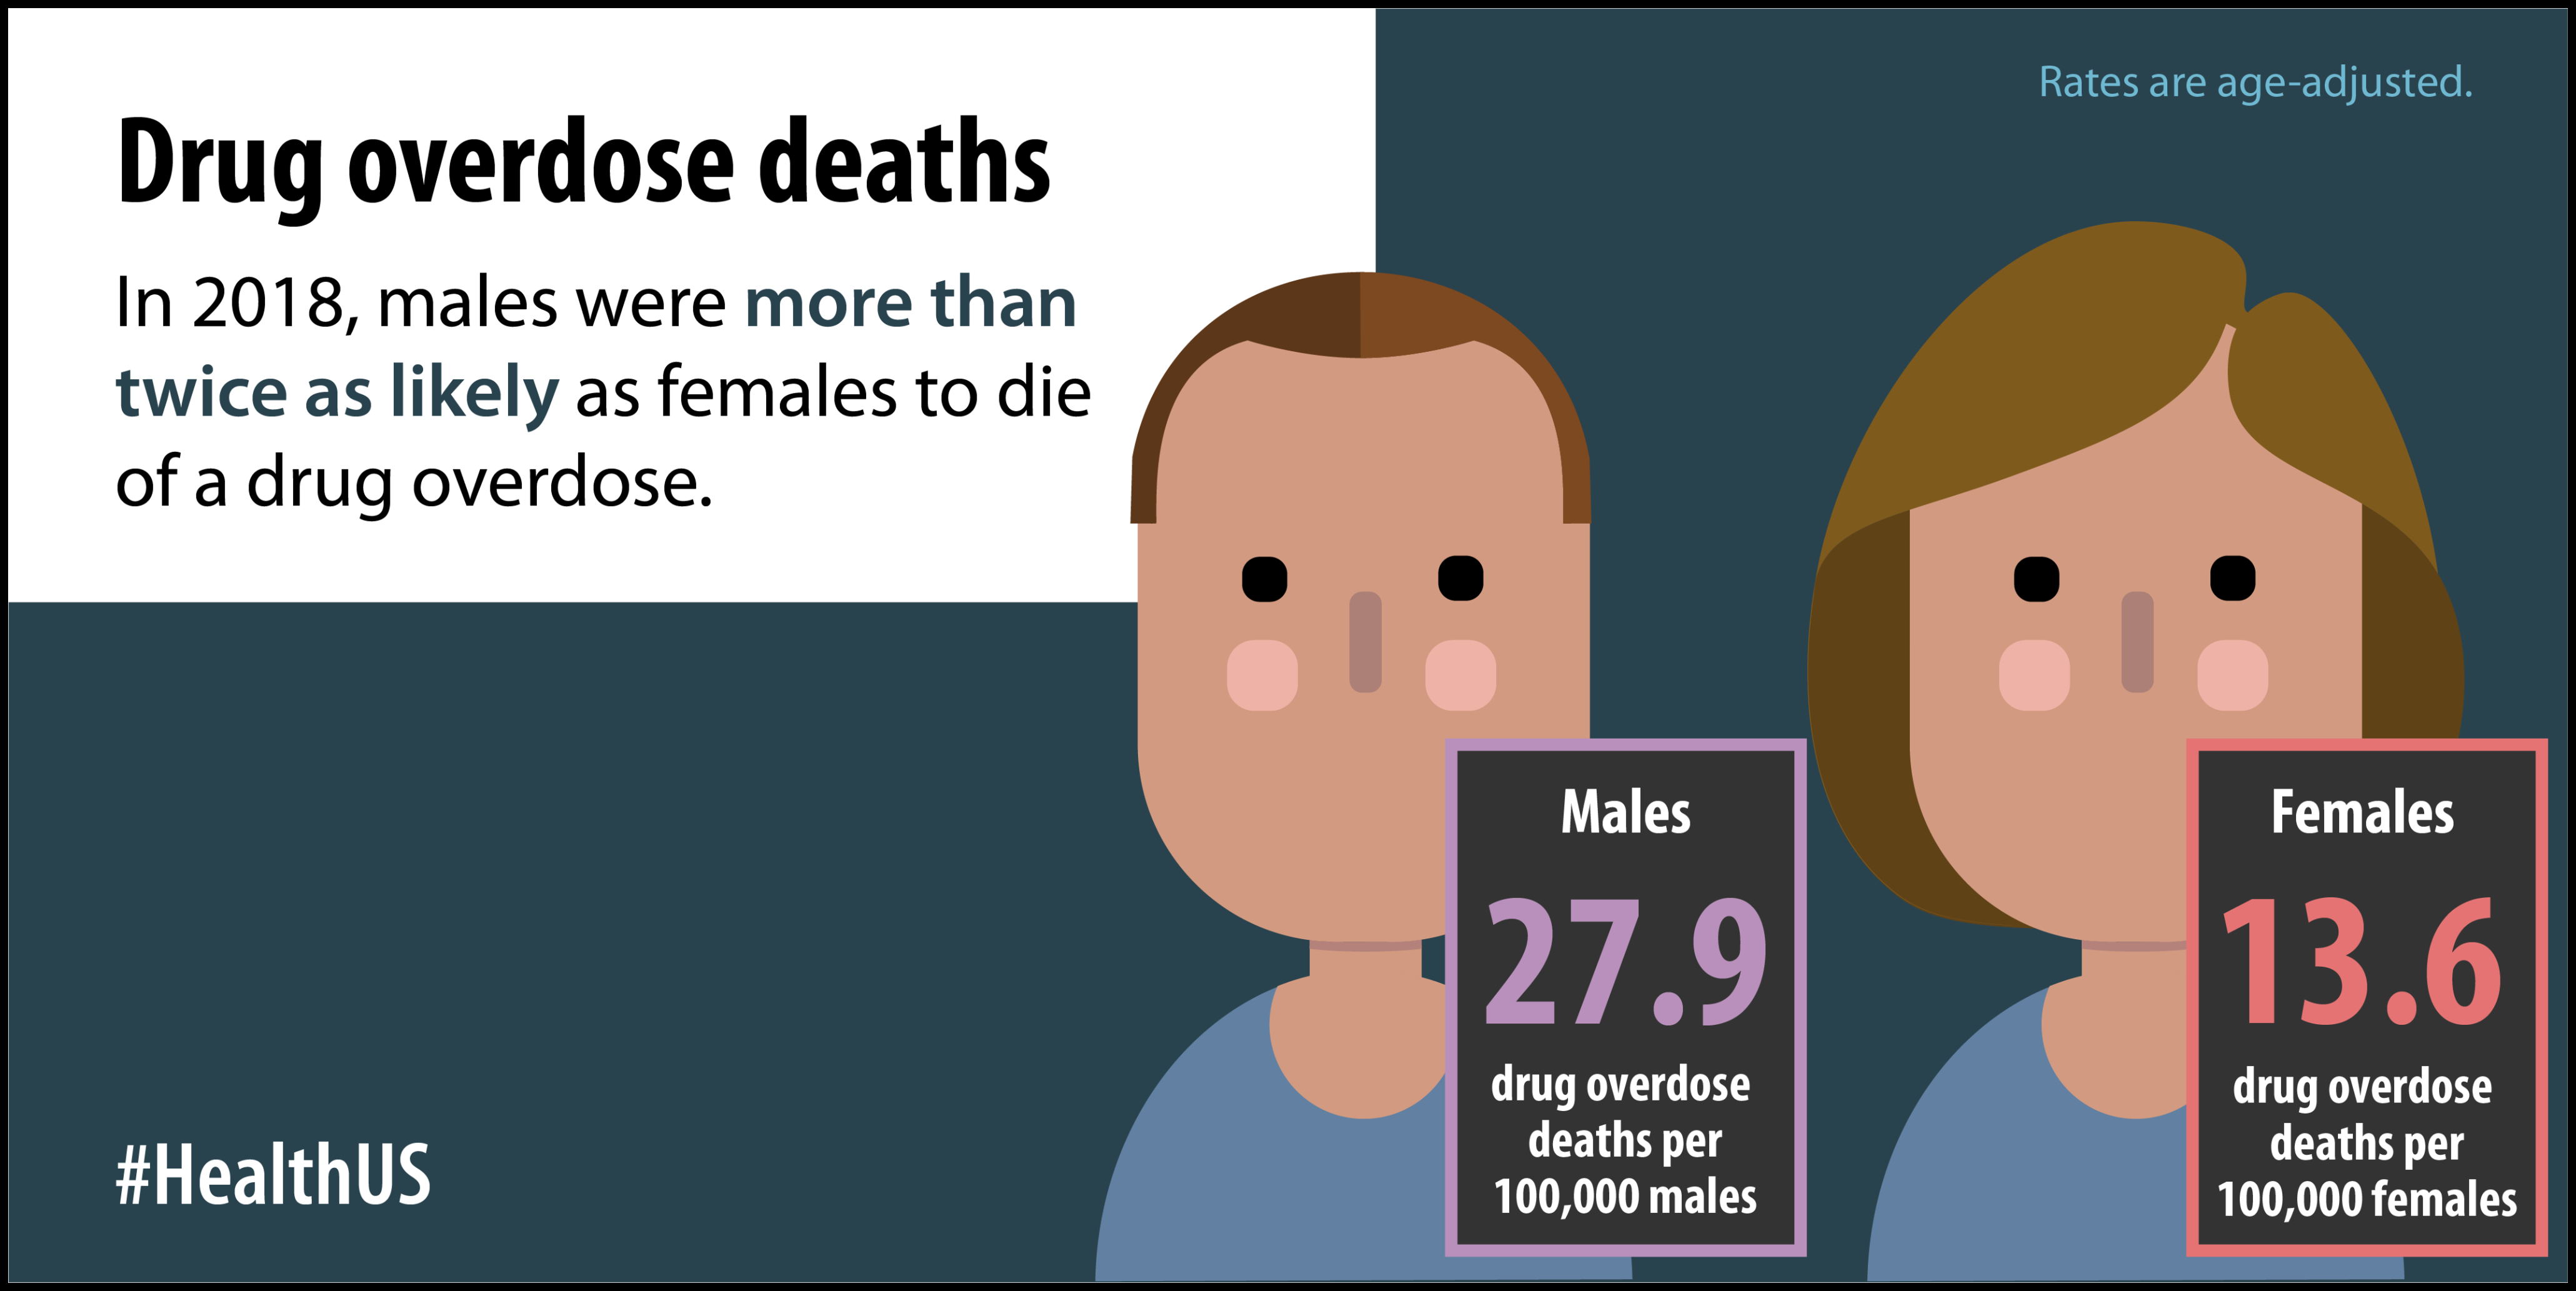 Rates are age-adjusted.
Drug overdose deaths
In 2018, males were more than
twice as likely as females to die
of a drug overdose.
Males
27.9
drug overdose
deaths per
100,000 males
Females
13.6
drug overdose
deaths per
100,000 females
#HealthUS